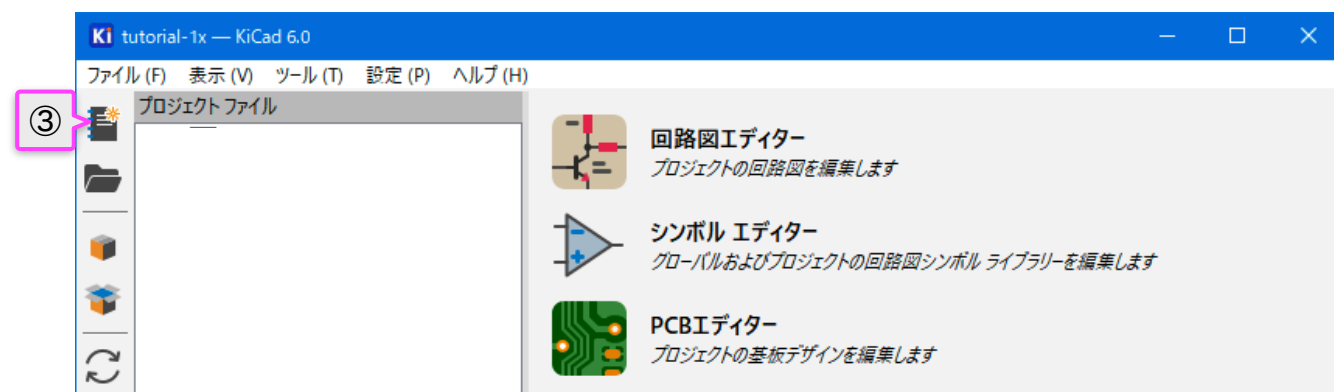 Ki tutorial-1x — KiCad 6.0
ファイル (F) 表示 (V) ツール (T) 設定 (P) ヘルプ (H)
③
プロジェクト ファイル
回路図エディター
プロジェクトの回路図を編集します
シンボル エディター
グローバルおよびプロジェクトの回路図シンボル ライブラリーを編集します
PCBエディター
プロジェクトの基板デザインを編集します